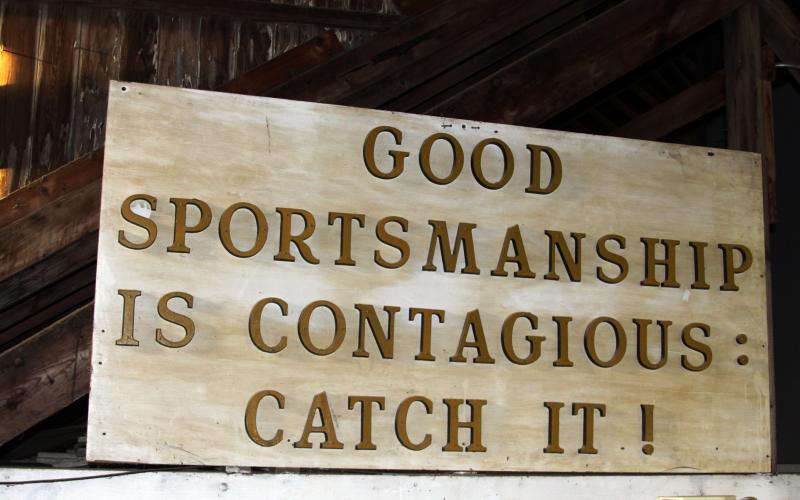 GOOD
SPORTSMANSHIP
IS CONTAGIOUS:
CATCH IT!